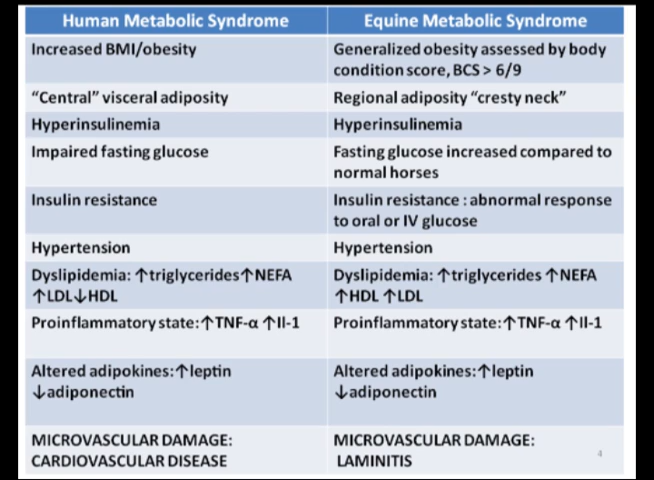 Human Metabolic Syndrome Equine Metabolic Syndrome
Increased BMI/obesity Generalized obesity assessed by body
condition score, BCS > 6/9
“Central” visceral adiposity Regional adiposity “cresty neck”
Hyperinsulinemia Hyperinsulinemia
Impaired fasting glucose Fasting glucose increased compared to
normal horses
Insulin resistance Insulin resistance : abnormal response
to oral or IV glucose
Hypertension Hypertension
Dyslipidemia: ↑triglycerides↑NEFA Dyslipidemia: ↑triglycerides ↑NEFA
↑LDL↓HDL ↑HDL ↑LDL
Proinflammatory state:↑TNF-α ↑Il-1 Proinflammatory state:↑TNF-α ↑Il-1
Altered adipokines:↑leptin Altered adipokines:↑leptin
↓adiponectin ↓adiponectin
MICROVASCULAR DAMAGE: MICROVASCULAR DAMAGE:
CARDIOVASCULAR DISEASE LAMINITIS
4